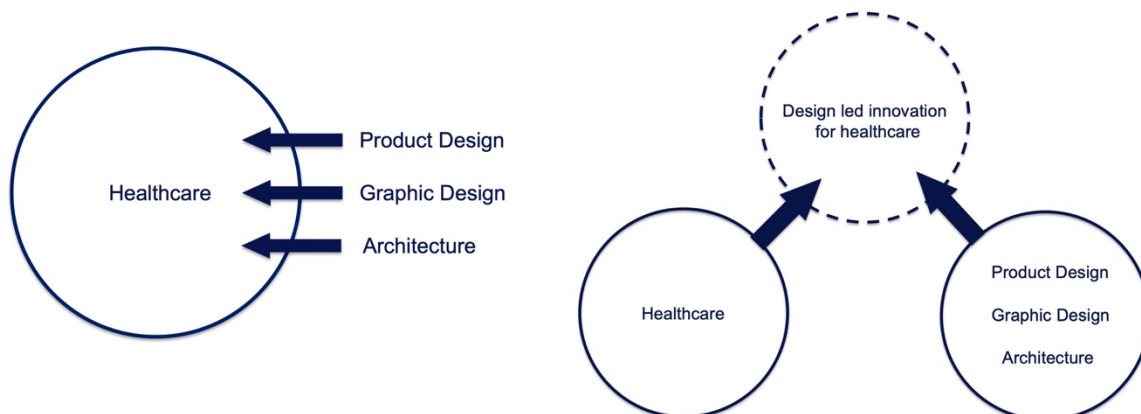 Healthcare
Product Design
Graphic Design
Architecture
Design led innovation
for healthcare
Healthcare
Product Design
Graphic Design
Architecture